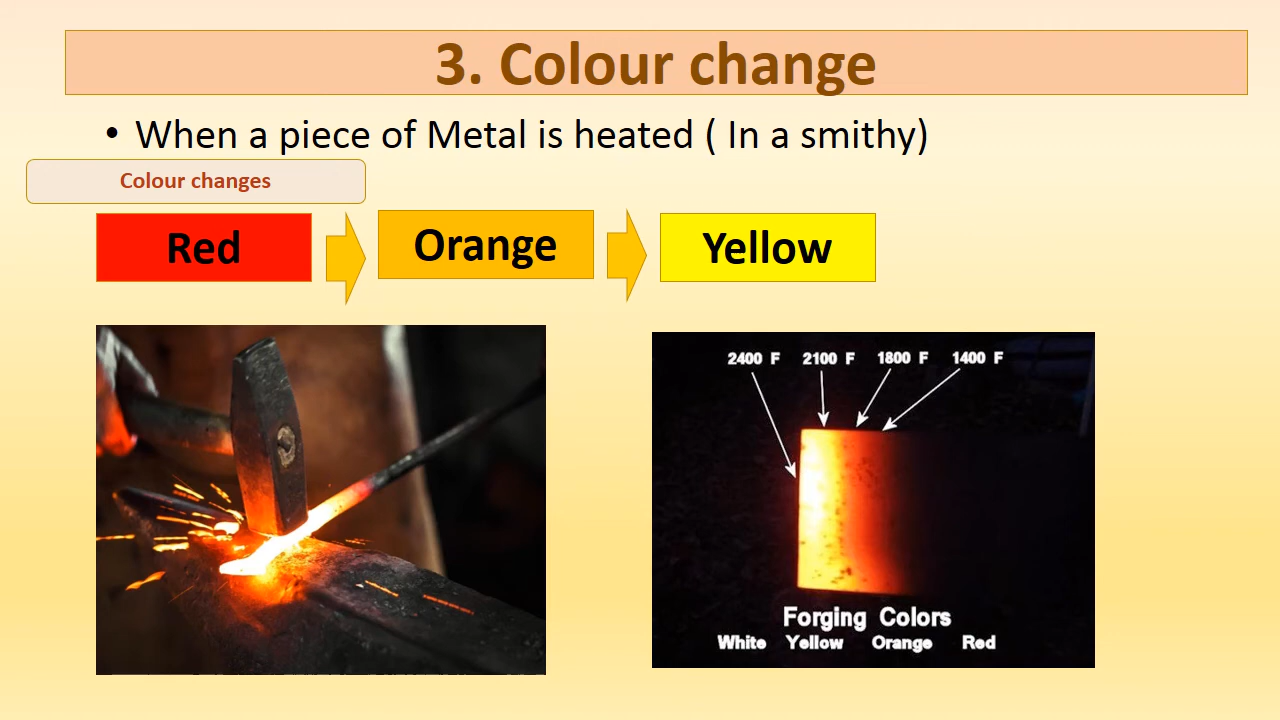 3. Colour change
• When a piece of Metal is heated ( In a smithy)
Colour changes
Red
Orange
Yellow
2400 F 2100 F 1800 F 1400 F
Forging Colors
White Yellow Orange Red